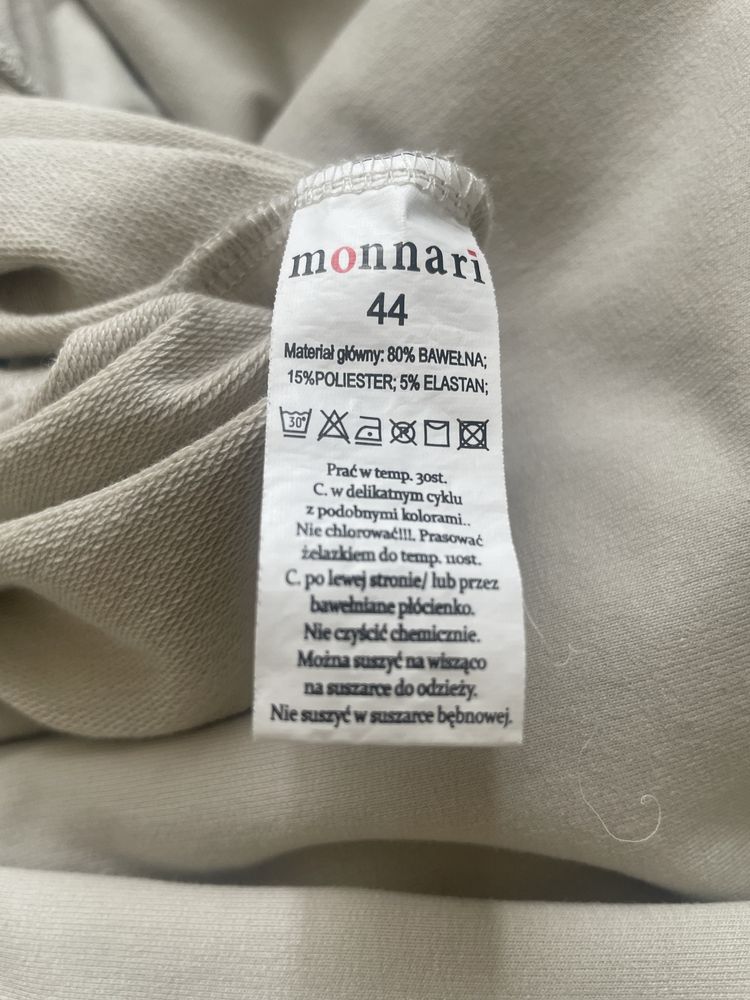 monnari
44
Materiał główny: 80% BAWEŁNA;
15%POLIESTER; 5% ELASTAN;
30°
Prać w temp. 30st.
C. w delikatnym cyklu
z podobnymi kolorami..
Nie chlorować!!!. Prasować
żelazkiem do temp. 110st.
C. po lewej stronie/ lub przez
bawełniane płócienko.
Nie czyścić chemicznie.
Można suszyć na wisząco
na suszarce do odzieży.
Nie suszyć w suszarce bębnowej.